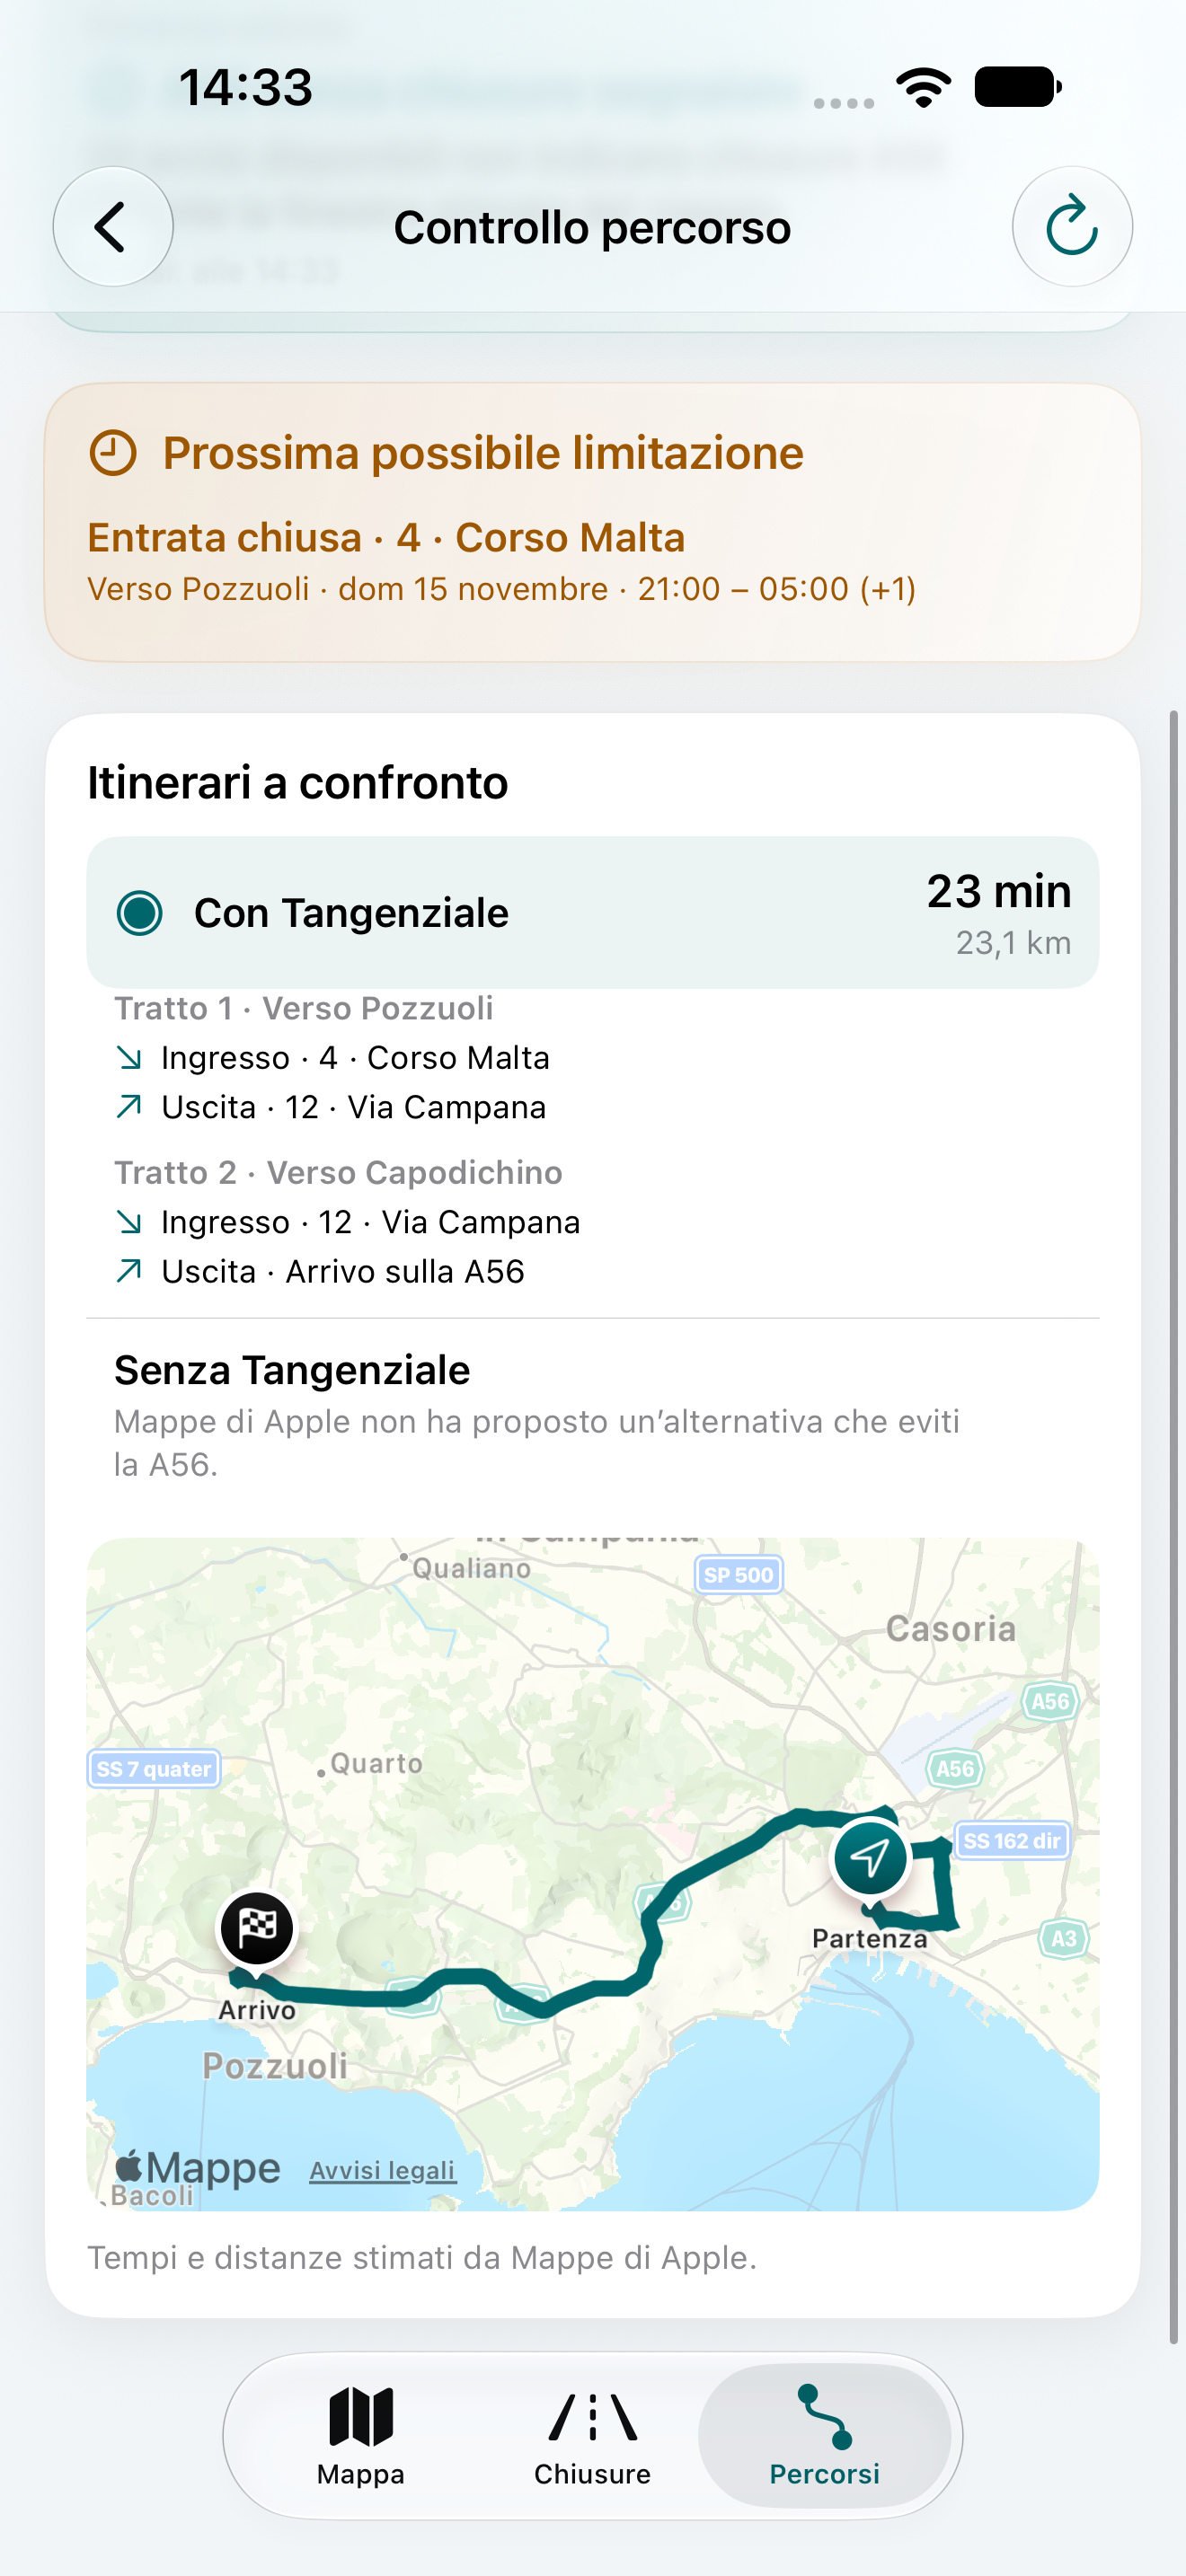 14:33
Controllo percorso
Prossima possibile limitazione
Entrata chiusa · 4 · Corso Malta
Verso Pozzuoli · dom 15 novembre · 21:00 – 05:00 (+1)
Itinerari a confronto
Con Tangenziale
23 min
23,1 km
Tratto 1 · Verso Pozzuoli
Ingresso · 4 · Corso Malta
Uscita · 12 · Via Campana
Tratto 2 · Verso Capodichino
Ingresso · 12 · Via Campana
Uscita · Arrivo sulla A56
Senza Tangenziale
Mappe di Apple non ha proposto un’alternativa che eviti
la A56.
Qualiano
SP 500
Casoria
A56
SS 7 quater
Quarto
A56
SS 162 dir
Partenza
A3
Arrivo
Pozzuoli
Mappe
Avvisi legali
Bacoli
Tempi e distanze stimati da Mappe di Apple.
Mappa
Chiusure
Percorsi